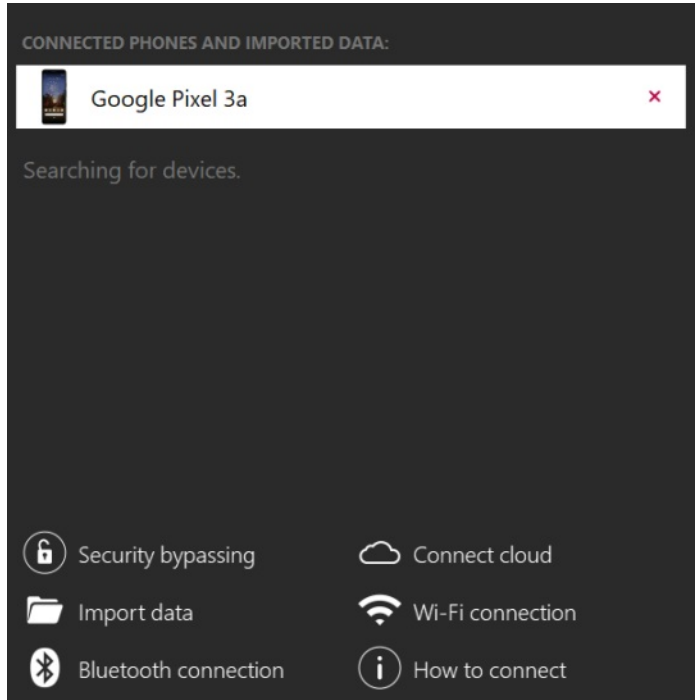 CONNECTED PHONES AND IMPORTED DATA:
Google Pixel 3a
Searching for devices.
Security bypassing
Connect cloud
Import data
Wi-Fi connection
Bluetooth connection
How to connect